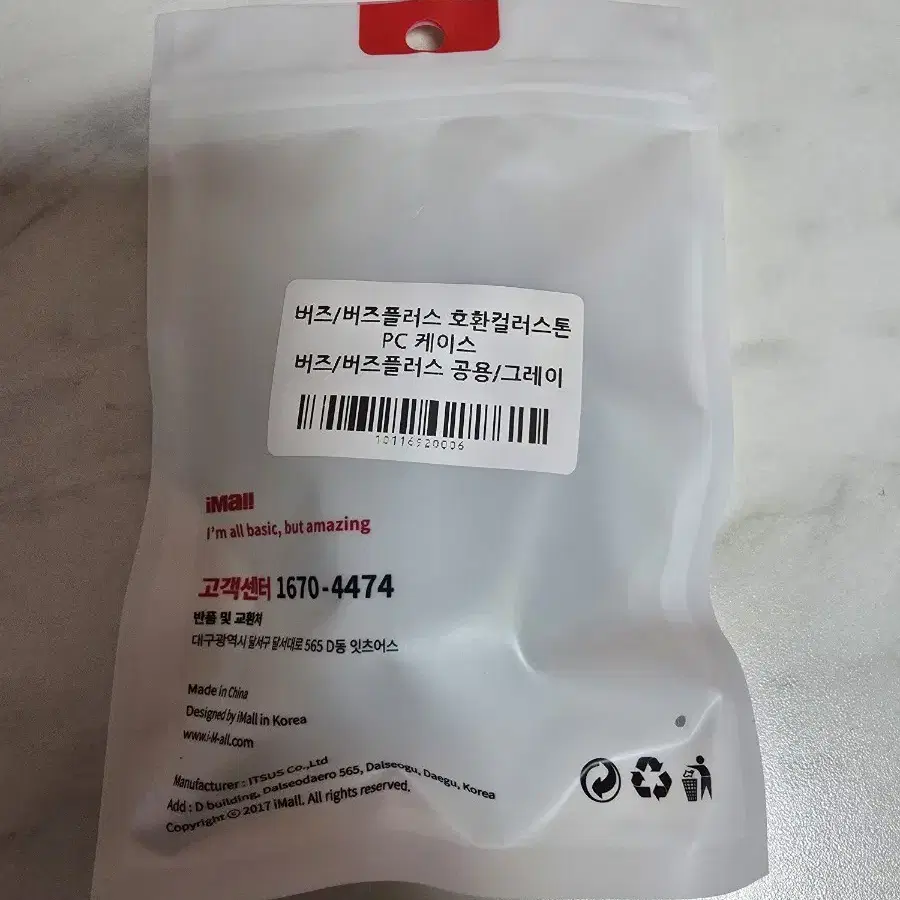 버즈/버즈플러스 호환컬러스톤
PC 케이스
버즈/버즈플러스 공용/그레이
10116920006
iMall
I'm all basic, but amazing
고객센터 1670-4474
반품 및 교환처
대구광역시 달서구 달서대로 565 D동 잇츠어스
Made in China
Designed by iMall in Korea
www.i-M-all.com
Manufacturer : ITSUS Co.,Ltd
Add : D building, Dalseodaero 565, Dalseogu, Daegu, Korea
Copyright ⓒ 2017 iMall. All rights reserved.